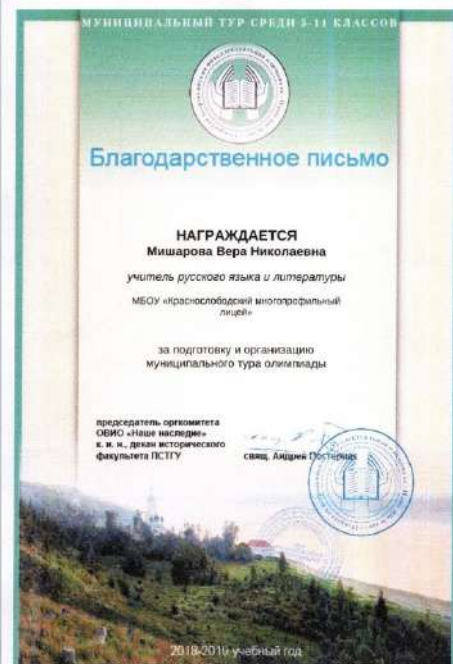 МУНИЦИПАЛЬНЫЙ ТУР СРЕДИ 5-11 КЛАССОВ
Благодарственное письмо
НАГРАЖДАЕТСЯ
Мишарова Вера Николаевна
учитель русского языка и литературы
МБОУ «Краснослободский многопрофильный
лицей»
за подготовку и организацию
муниципального тура олимпиады
председатель оргкомитета
ОВИО «Наше наследие»
к. и. н., декан исторического
факультета ПСТГУ
свящ. Андрей Постернак
2018-2019 учебный год